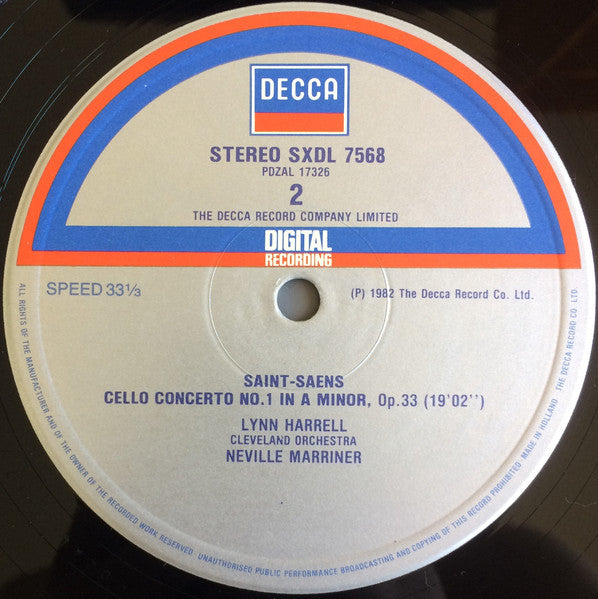 DECCA
STEREO SXDL 7568
PDZAL 17326
2
THE DECCA RECORD COMPANY LIMITED
DIGITAL
RECORDING
SPEED 33 1/3
(P) 1982 The Decca Record Co. Ltd.
SAINT-SAENS
CELLO CONCERTO NO.1 IN A MINOR, Op.33 (19'02'')
LYNN HARRELL
CLEVELAND ORCHESTRA
NEVILLE MARRINER
ALL RIGHTS OF THE MANUFACTURER AND OF THE OWNER OF THE RECORDED WORK RESERVED. UNAUTHORISED PUBLIC PERFORMANCE BROADCASTING AND COPYING OF THIS RECORD PROHIBITED. MADE IN HOLLAND. THE DECCA RECORD CO. LTD.